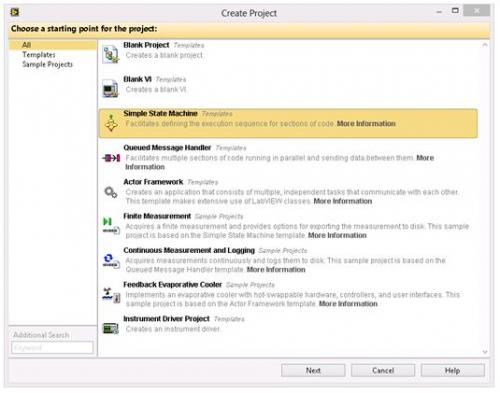 Create Project
Choose a starting point for the project:
All
Templates
Sample Projects
Blank Project Templates
Creates a blank project.
Blank VI Templates
Creates a blank VI.
Simple State Machine Templates
Facilitates defining the execution sequence for sections of code. More Information
Queued Message Handler Templates
Facilitates multiple sections of code running in parallel and sending data between them. More
Information
Actor Framework Templates
Creates an application that consists of multiple, independent tasks that communicate with each other.
This template makes extensive use of LabVIEW classes. More Information
Finite Measurement Sample Projects
Acquires a finite measurement and provides options for exporting the measurement to disk. This sample
project is based on the Simple State Machine template. More Information
Continuous Measurement and Logging Sample Projects
Acquires measurements continuously and logs them to disk. This sample project is based on the
Queued Message Handler template. More Information
Feedback Evaporative Cooler Sample Projects
Implements an evaporative cooler with hot-swappable hardware, controllers, and user interfaces. This
sample project is based on the Actor Framework template. More Information
Instrument Driver Project Templates
Creates an instrument driver.
Additional Search
Keyword
Next
Cancel
Help